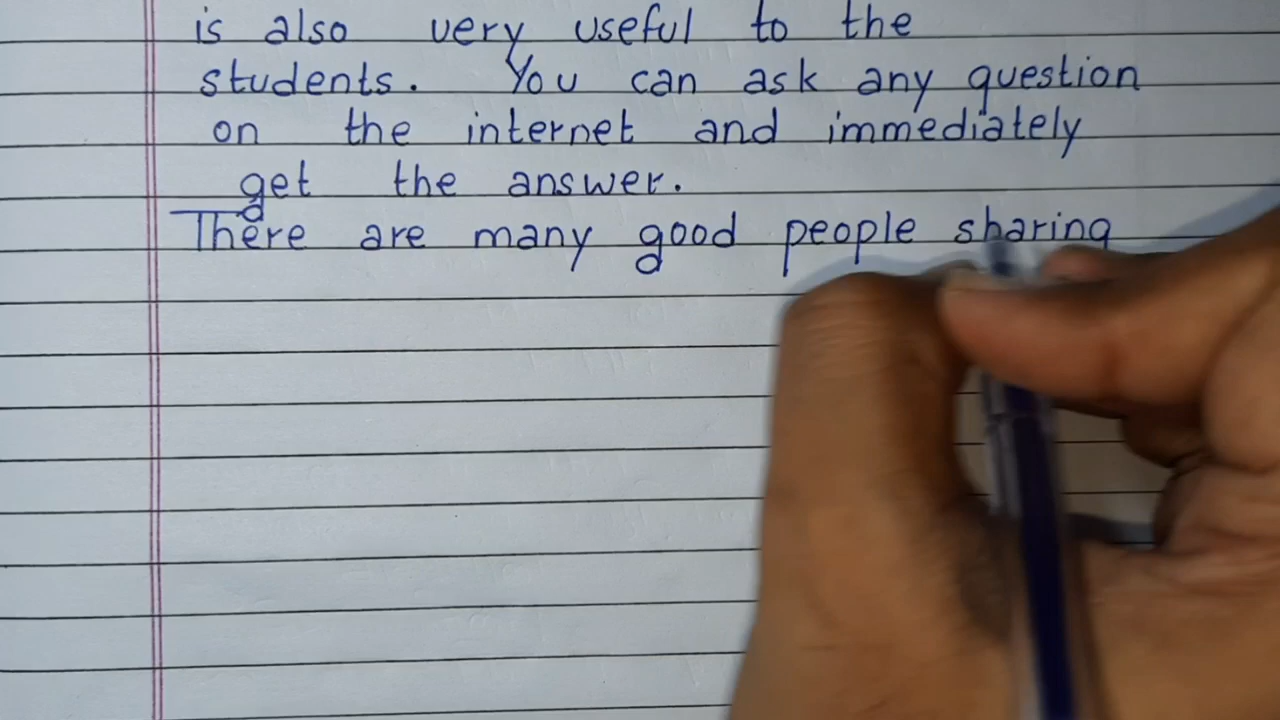 is also very useful to the
students. You can ask any question
on the internet and immediately
get the answer.
There are many good people sharing